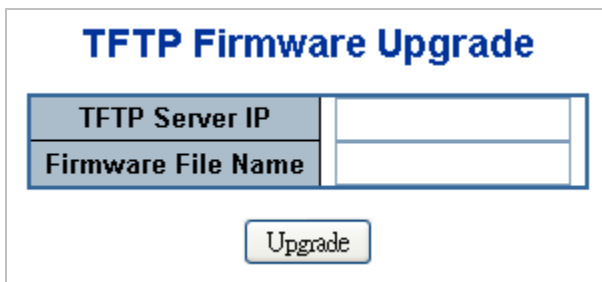 TFTP Firmware Upgrade
TFTP Server IP
Firmware File Name
Upgrade